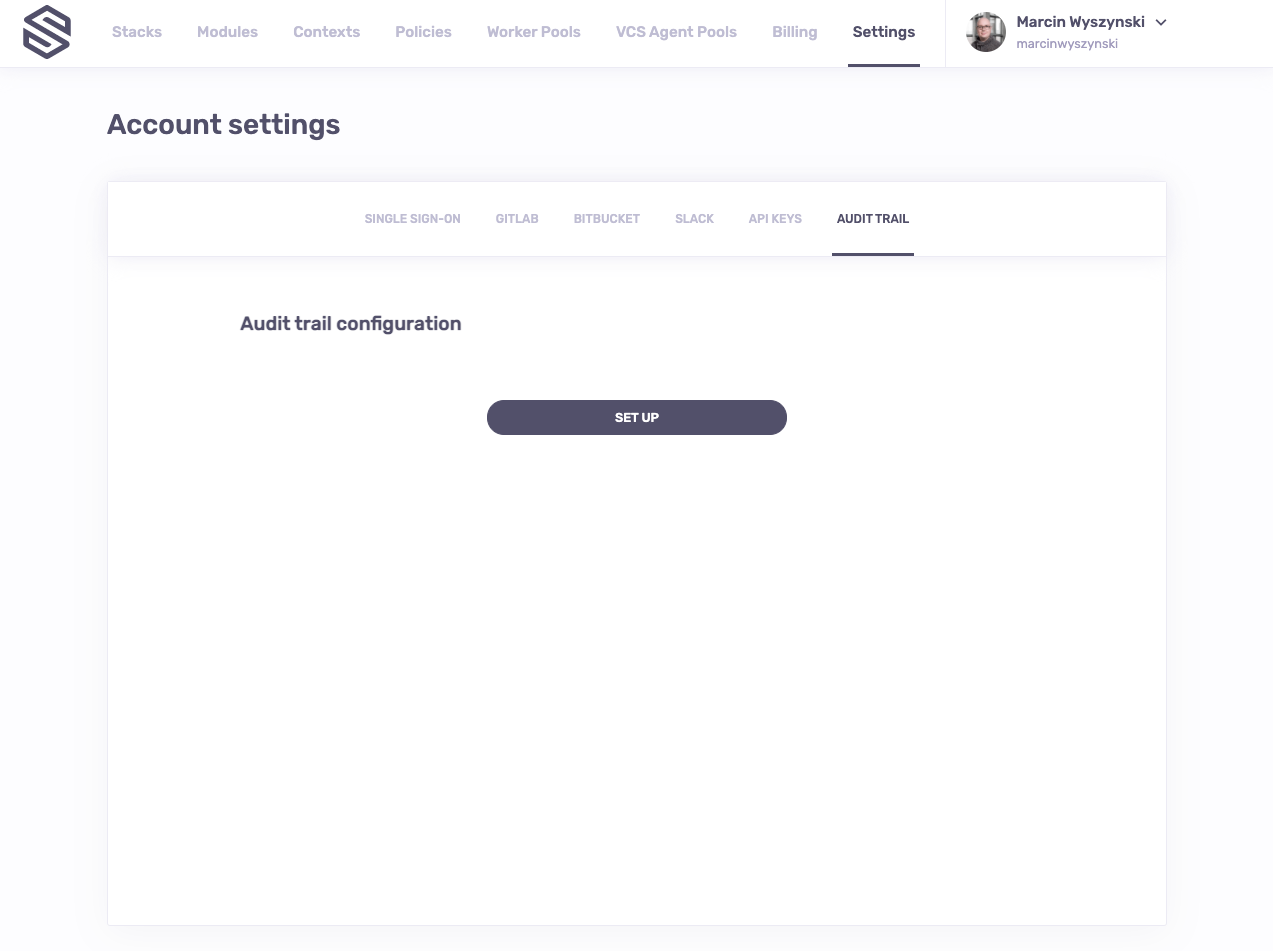 Stacks Modules Contexts Policies Worker Pools VCS Agent Pools Billing Settings Marcin Wyszynski
marcinwyszynski
Account settings
SINGLE SIGN-ON GITLAB BITBUCKET SLACK API KEYS AUDIT TRAIL
Audit trail configuration
SET UP